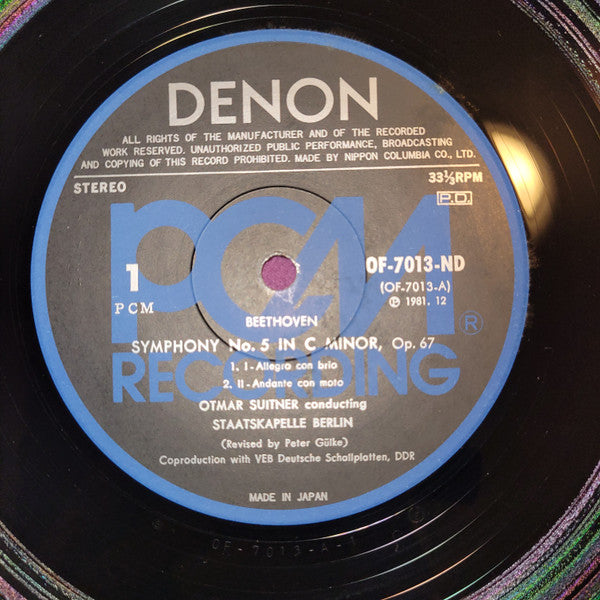 DENON
ALL RIGHTS OF THE MANUFACTURER AND OF THE RECORDED
WORK RESERVED. UNAUTHORIZED PUBLIC PERFORMANCE, BROADCASTING
AND COPYING OF THIS RECORD PROHIBITED. MADE BY NIPPON COLUMBIA CO., LTD.
STEREO
33⅓RPM
P.D.
PCM
RECORDING
®
1
PCM
OF-7013-ND
(OF-7013-A)
℗ 1981. 12
BEETHOVEN
SYMPHONY No. 5 IN C MINOR, Op. 67
1. I-Allegro con brio
2. II-Andante con moto
OTMAR SUITNER conducting
STAATSKAPELLE BERLIN
(Revised by Peter Gülke)
Coproduction with VEB Deutsche Schallplatten, DDR
MADE IN JAPAN
OF-7013-A-